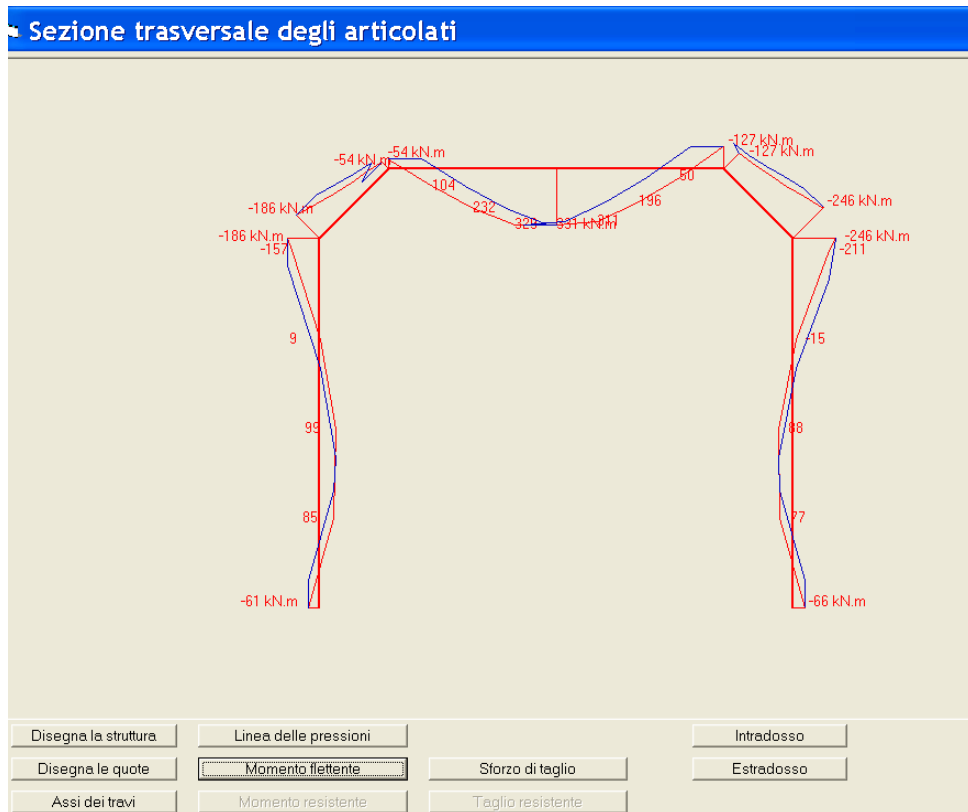 Sezione trasversale degli articolati
-127 kN.m
-54 kN.m
-127 kN.m
-54 kN.m
50
104
196
-246 kN.m
-186 kN.m
232
329
331 kN.m
311
-186 kN.m
-246 kN.m
-157
-211
9
-15
99
88
85
77
-61 kN.m
-66 kN.m
Disegna la struttura
Linea delle pressioni
Intradosso
Disegna le quote
Momento flettente
Sforzo di taglio
Estradosso
Assi dei travi
Momento resistente
Taglio resistente